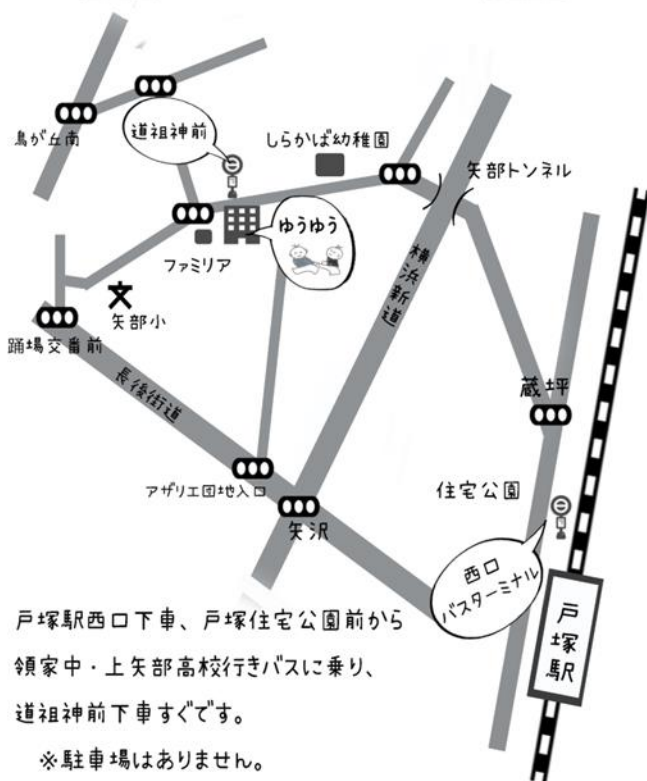 道祖神前
しらかば幼稚園
鳥が丘南
矢部トンネル
ゆうゆう
ファミリア
横浜新道
矢部小
踊場交番前
長後街道
蔵坪
アザリエ団地入口
住宅公園
矢沢
西口
バスターミナル
戸塚駅
戸塚駅西口下車、戸塚住宅公園前から
領家中・上矢部高校行きバスに乗り、
道祖神前下車すぐです。
※駐車場はありません。